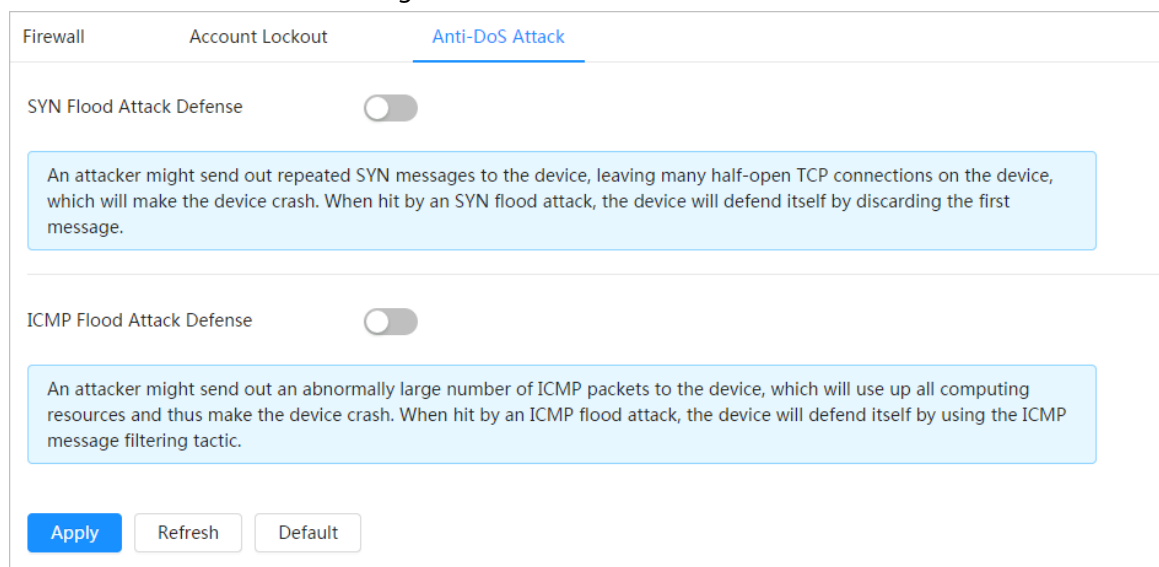 Firewall Account Lockout Anti-DoS Attack
SYN Flood Attack Defense
An attacker might send out repeated SYN messages to the device, leaving many half-open TCP connections on the device,
which will make the device crash. When hit by an SYN flood attack, the device will defend itself by discarding the first
message.
ICMP Flood Attack Defense
An attacker might send out an abnormally large number of ICMP packets to the device, which will use up all computing
resources and thus make the device crash. When hit by an ICMP flood attack, the device will defend itself by using the ICMP
message filtering tactic.
Apply Refresh Default